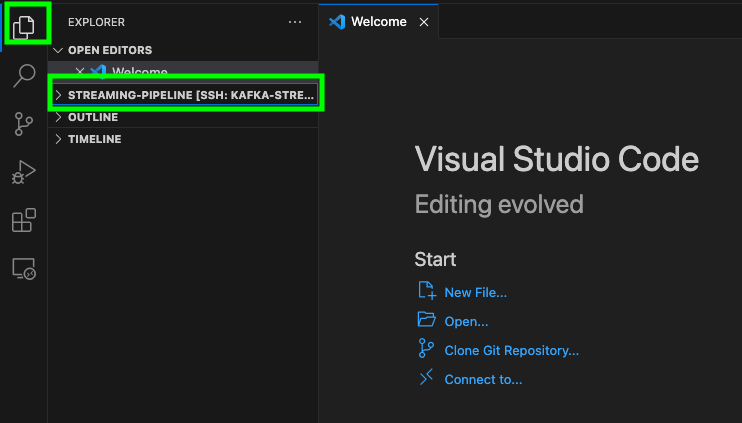 EXPLORER
OPEN EDITORS
Welcome
STREAMING-PIPELINE [SSH: KAFKA-STRE...
OUTLINE
TIMELINE
Welcome
Visual Studio Code
Editing evolved
Start
New File...
Open...
Clone Git Repository...
Connect to...